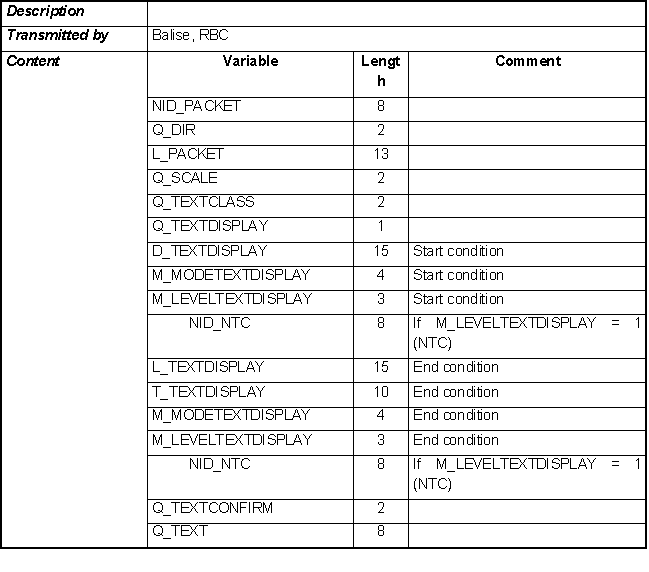 Description
Transmitted by Balise, RBC
Content Variable Lengt Comment
h
NID_PACKET 8
Q_DIR 2
L_PACKET 13
Q_SCALE 2
Q_TEXTCLASS 2
Q_TEXTDISPLAY 1
D_TEXTDISPLAY 15 Start condition
M_MODETEXTDISPLAY 4 Start condition
M_LEVELTEXTDISPLAY 3 Start condition
NID_NTC 8 If M_LEVELTEXTDISPLAY = 1
(NTC)
L_TEXTDISPLAY 15 End condition
T_TEXTDISPLAY 10 End condition
M_MODETEXTDISPLAY 4 End condition
M_LEVELTEXTDISPLAY 3 End condition
NID_NTC 8 If M_LEVELTEXTDISPLAY = 1
(NTC)
Q_TEXTCONFIRM 2
Q_TEXT 8